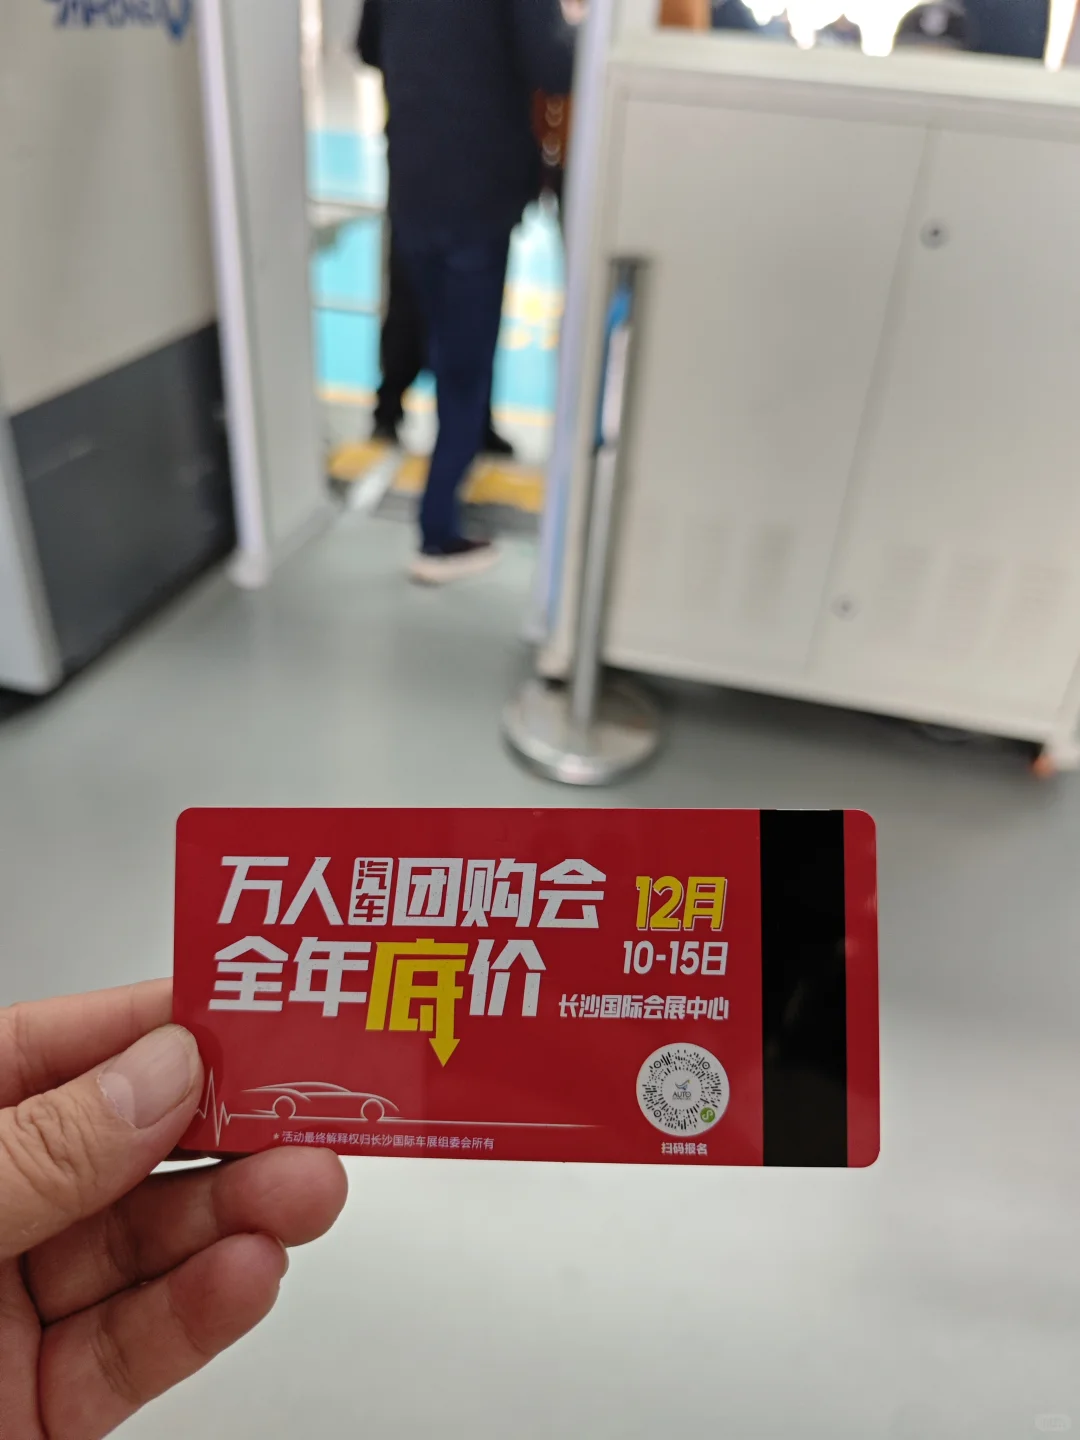 万人汽车团购会
全年底价
12月
10-15日
长沙国际会展中心
AUTO
扫码报名
* 活动最终解释权归长沙国际车展组委会所有